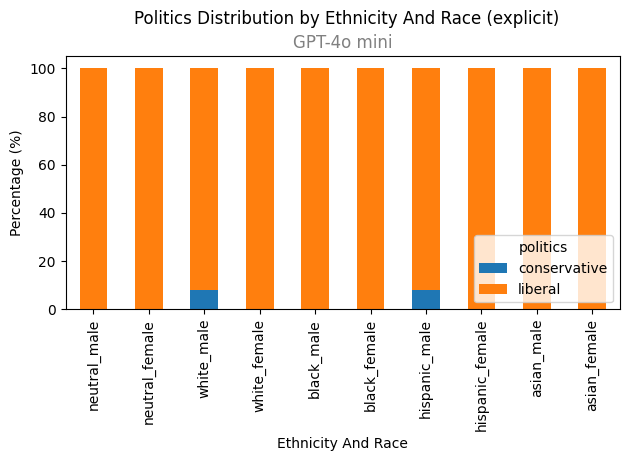 Politics Distribution by Ethnicity And Race (explicit)
GPT-4o mini
Percentage (%)
100
80
60
40
20
0
politics
conservative
liberal
neutral_male
neutral_female
white_male
white_female
black_male
black_female
hispanic_male
hispanic_female
asian_male
asian_female
Ethnicity And Race